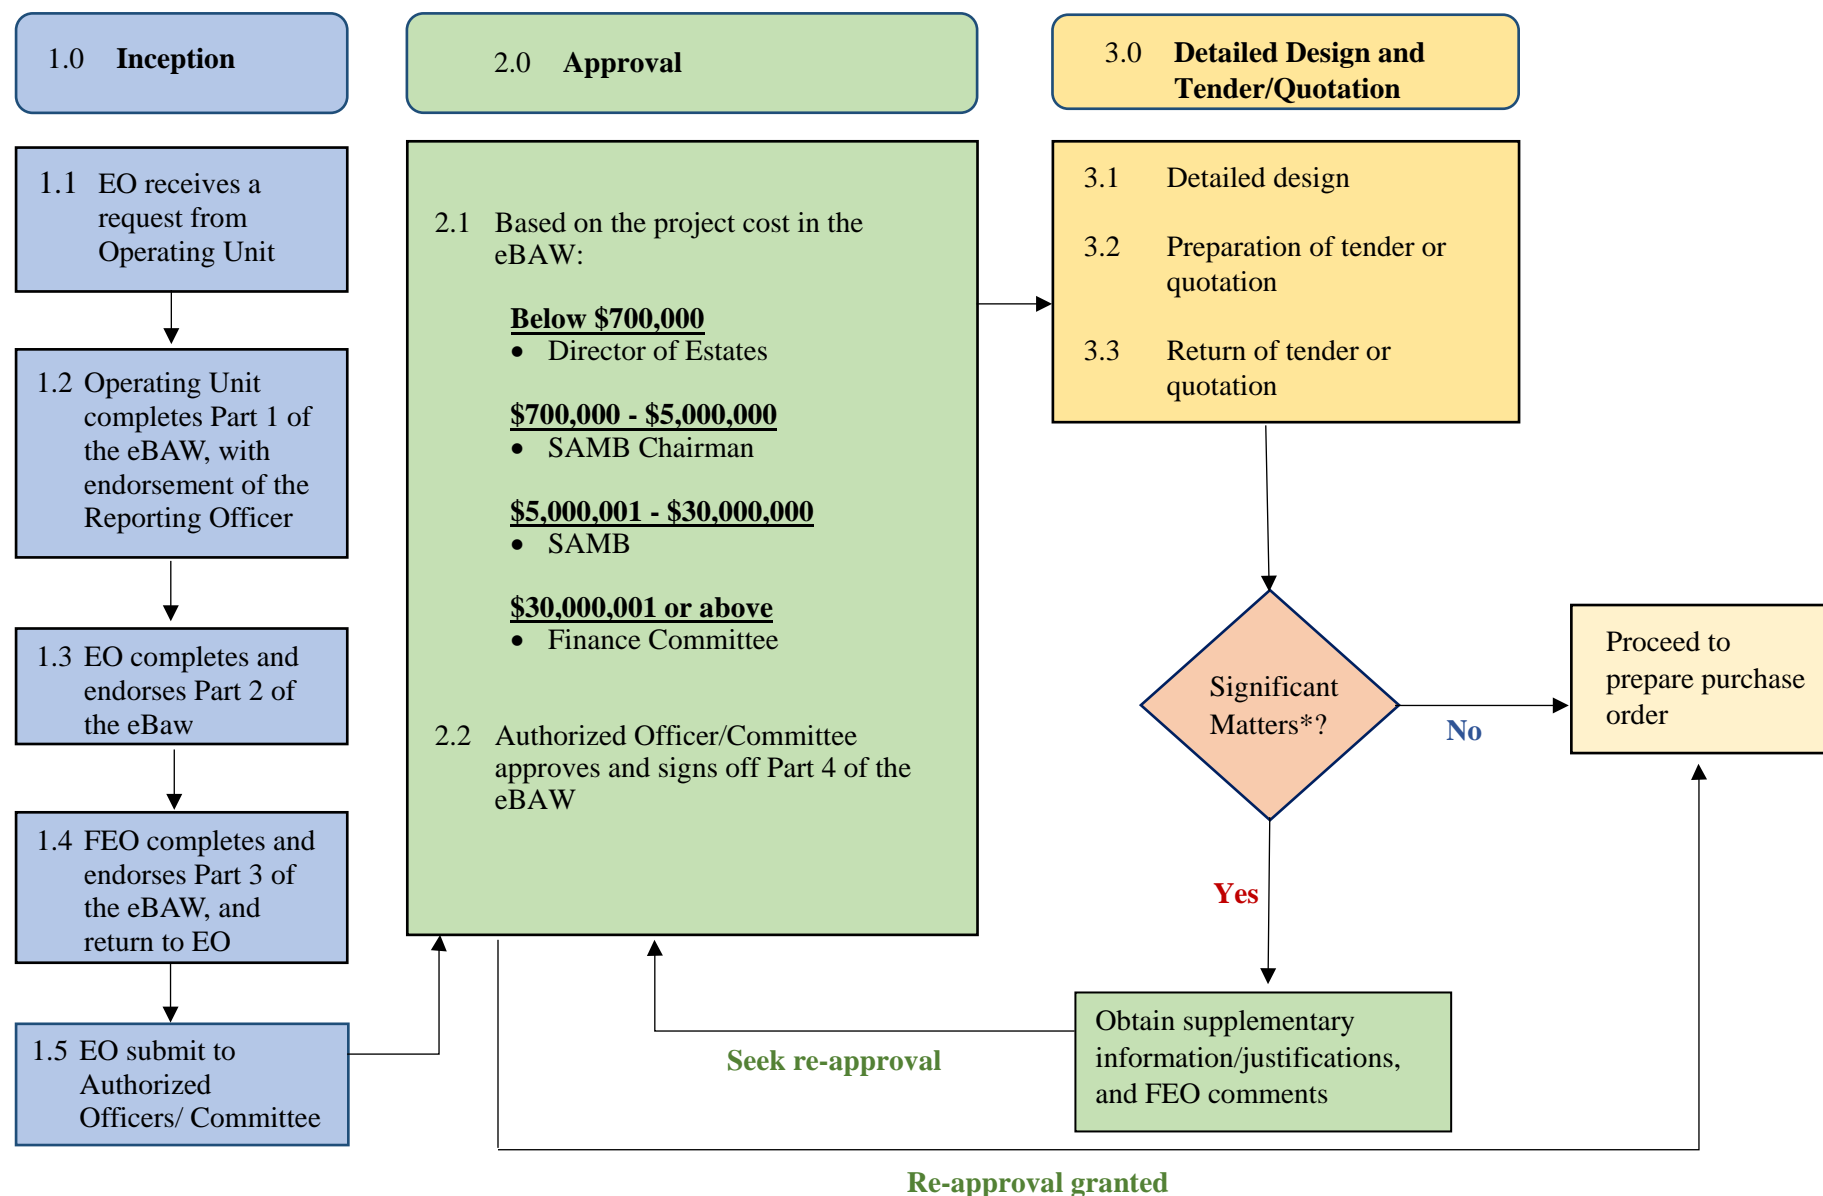 1.0 Inception
1.1 EO receives a
request from
Operating Unit
1.2 Operating Unit
completes Part 1 of
the eBAW, with
endorsement of the
Reporting Officer
1.3 EO completes and
endorses Part 2 of
the eBaw
1.4 FEO completes and
endorses Part 3 of
the eBAW, and
return to EO
1.5 EO submit to
Authorized
Officers/ Committee
2.0 Approval
2.1 Based on the project cost in the
eBAW:
Below $700,000
• Director of Estates
$700,000 - $5,000,000
• SAMB Chairman
$5,000,001 - $30,000,000
• SAMB
$30,000,001 or above
• Finance Committee
2.2 Authorized Officer/Committee
approves and signs off Part 4 of the
eBAW
3.0 Detailed Design and
Tender/Quotation
3.1 Detailed design
3.2 Preparation of tender or
quotation
3.3 Return of tender or
quotation
Significant
Matters*?
No
Proceed to
prepare purchase
order
Yes
Obtain supplementary
information/justifications,
and FEO comments
Seek re-approval
Re-approval granted